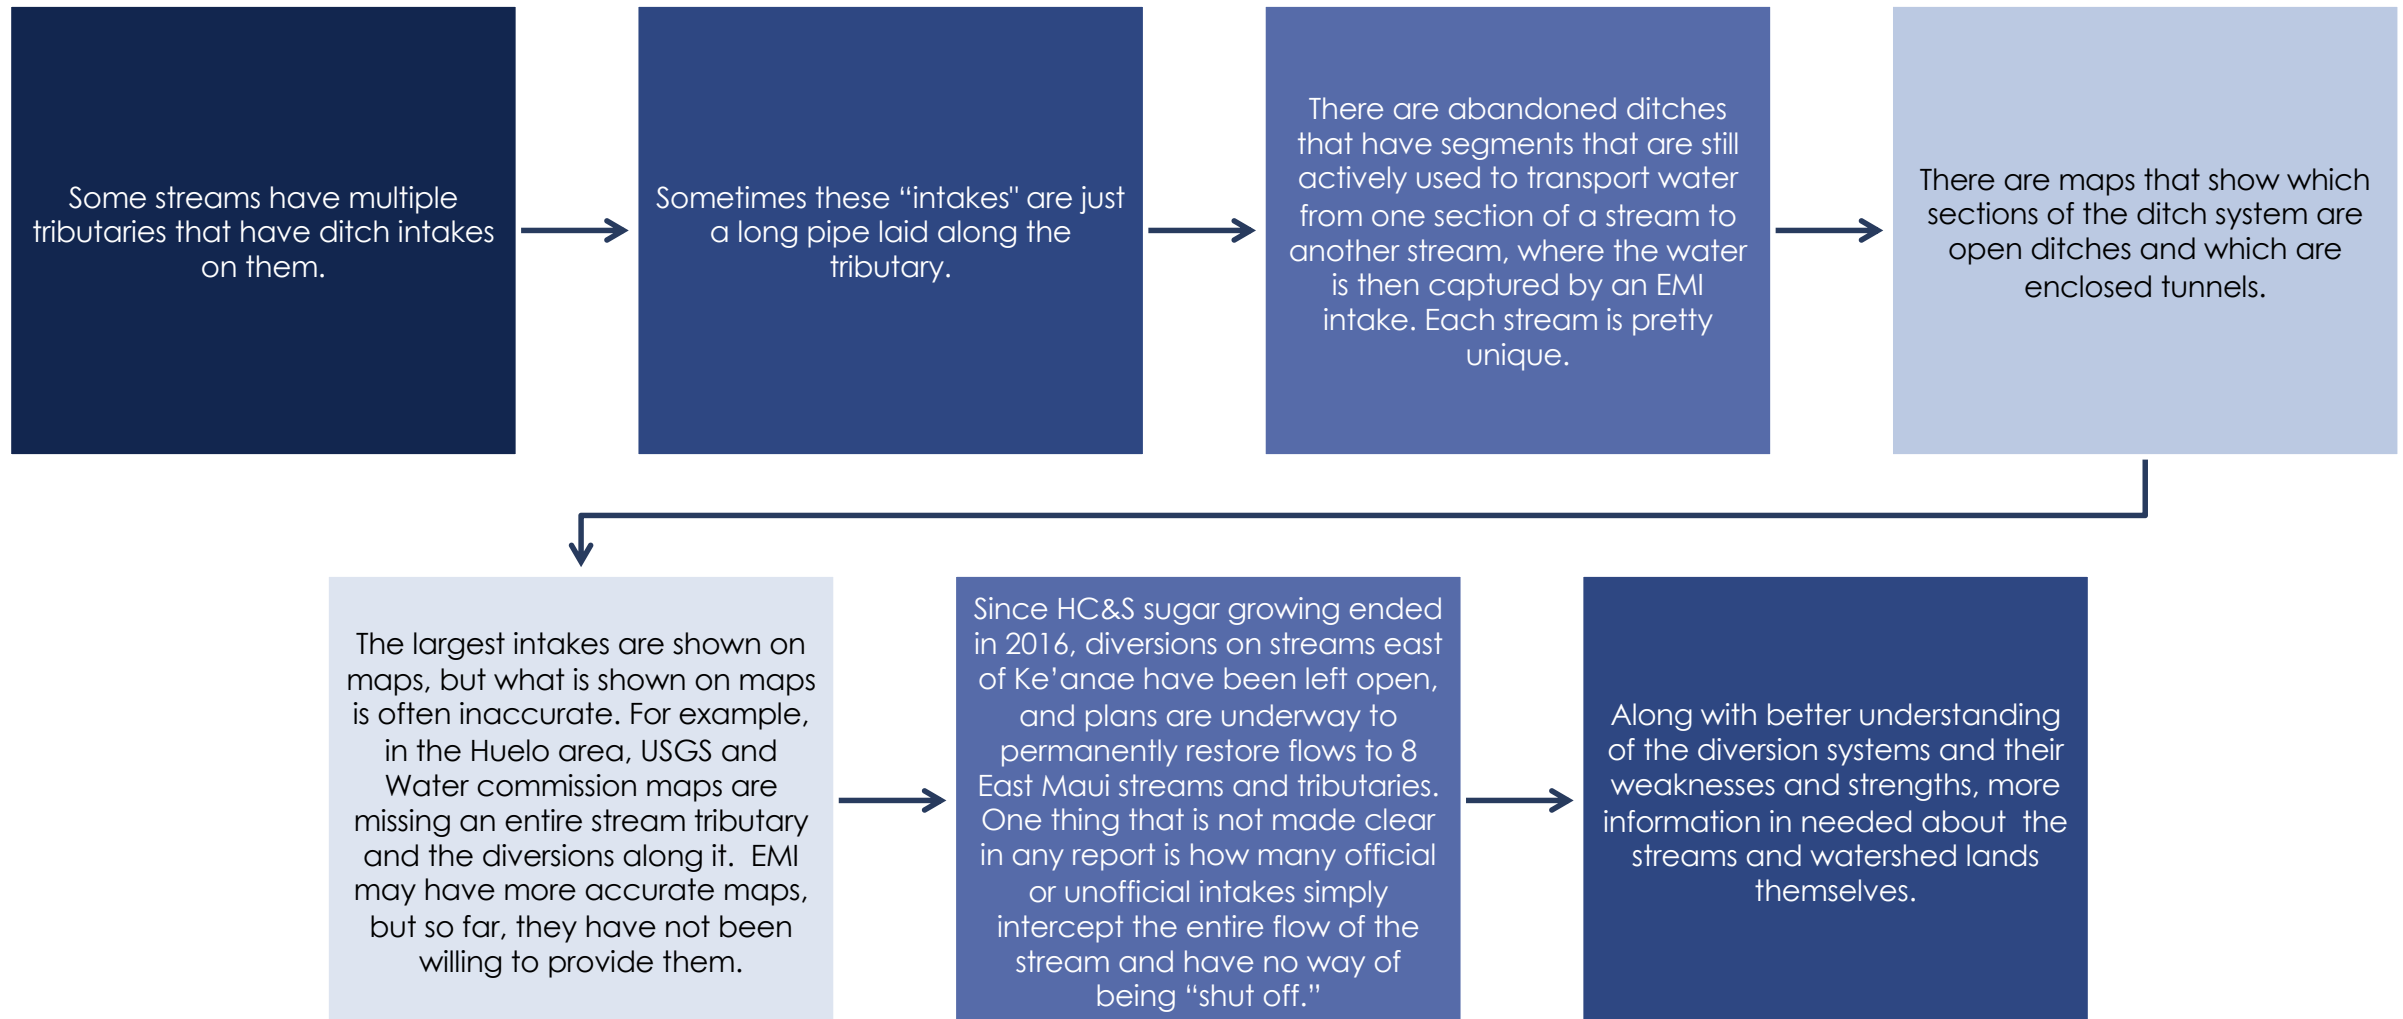 Some streams have multiple
tributaries that have ditch intakes
on them.
Sometimes these “intakes" are just
a long pipe laid along the
tributary.
There are abandoned ditches
that have segments that are still
actively used to transport water
from one section of a stream to
another stream, where the water
is then captured by an EMI
intake. Each stream is pretty
unique.
There are maps that show which
sections of the ditch system are
open ditches and which are
enclosed tunnels.
The largest intakes are shown on
maps, but what is shown on maps
is often inaccurate. For example,
in the Huelo area, USGS and
Water commission maps are
missing an entire stream tributary
and the diversions along it.  EMI
may have more accurate maps,
but so far, they have not been
willing to provide them.
Since HC&S sugar growing ended
in 2016, diversions on streams east
of Ke’anae have been left open,
and plans are underway to
permanently restore flows to 8
East Maui streams and tributaries.
One thing that is not made clear
in any report is how many official
or unofficial intakes simply
intercept the entire flow of the
stream and have no way of
being “shut off.”
Along with better understanding
of the diversion systems and their
weaknesses and strengths, more
information in needed about  the
streams and watershed lands
themselves.